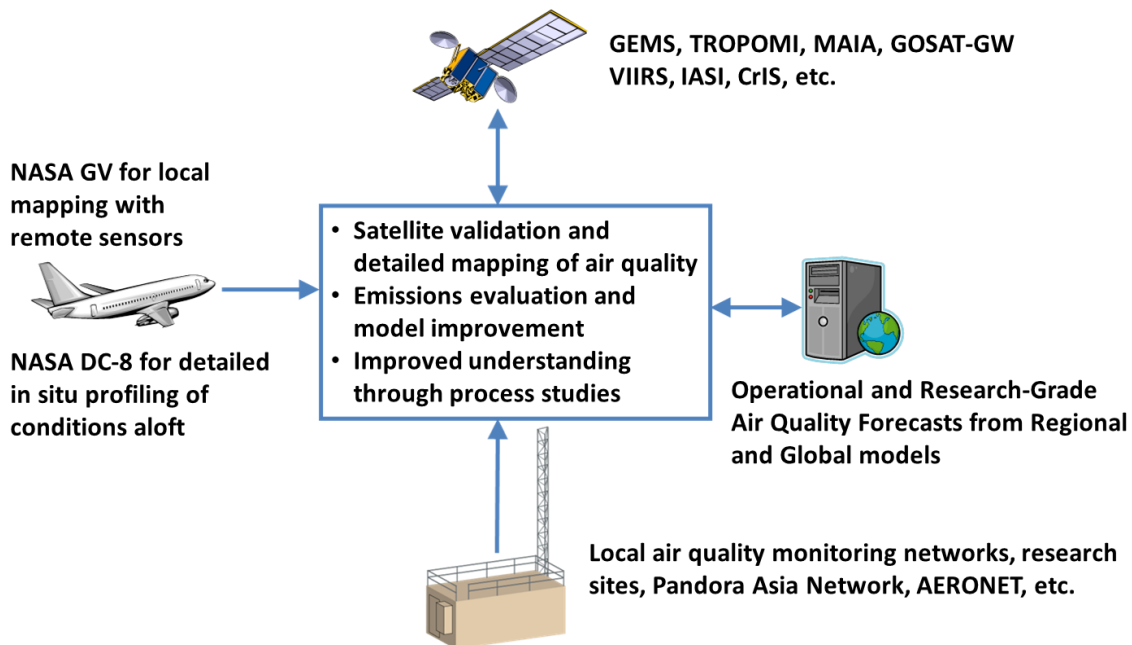 GEMS, TROPOMI, MAIA, GOSAT-GW
VIIRS, IASI, CrIS, etc.
NASA GV for local
mapping with
remote sensors
• Satellite validation and
detailed mapping of air quality
• Emissions evaluation and
model improvement
• Improved understanding
through process studies
NASA DC-8 for detailed
in situ profiling of
conditions aloft
Operational and Research-Grade
Air Quality Forecasts from Regional
and Global models
Local air quality monitoring networks, research
sites, Pandora Asia Network, AERONET, etc.